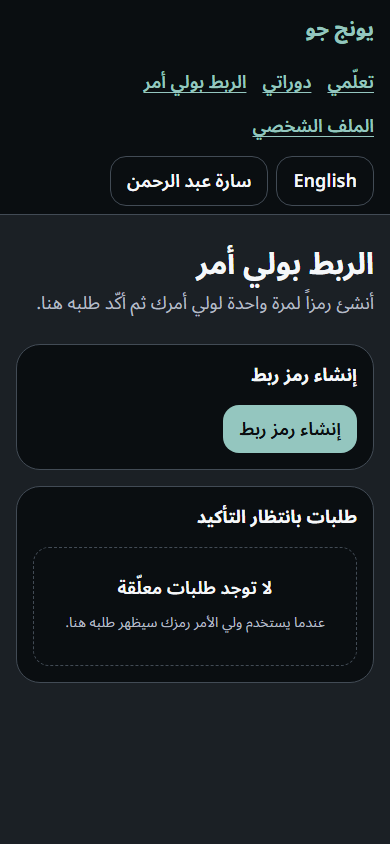 يونج جو
تعلّمي دوراتي الربط بولي أمر
الملف الشخصي
English سارة عبد الرحمن
الربط بولي أمر
أنشئ رمزاً لمرة واحدة لولي أمرك ثم أكّد طلبه هنا.
إنشاء رمز ربط
إنشاء رمز ربط
طلبات بانتظار التأكيد
لا توجد طلبات معلّقة
عندما يستخدم ولي الأمر رمزك سيظهر طلبه هنا.